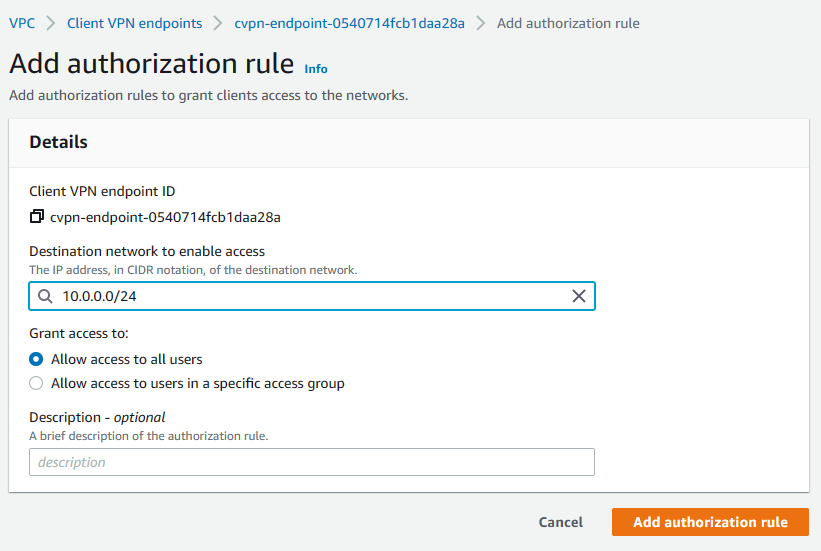 VPC > Client VPN endpoints > cvpn-endpoint-0540714fcb1daa28a > Add authorization rule
Add authorization rule Info
Add authorization rules to grant clients access to the networks.
Details
Client VPN endpoint ID
cvpn-endpoint-0540714fcb1daa28a
Destination network to enable access
The IP address, in CIDR notation, of the destination network.
10.0.0.0/24
Grant access to:
Allow access to all users
Allow access to users in a specific access group
Description - optional
A brief description of the authorization rule.
description
Cancel Add authorization rule